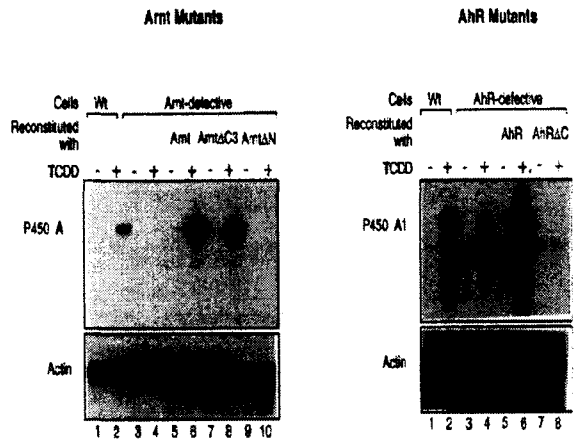 Arnt Mutants
Cells Wt Arnt-defective
Reconstituted with Arnt ArntΔC3 ArntΔN
TCDD - + - + - + - + - +
P450 A
Actin
1 2 3 4 5 6 7 8 9 10
AhR Mutants
Cells Wt AhR-defective
Reconstituted with AhR AhRΔC
TCDD - + - + - + - +
P450 A1
Actin
1 2 3 4 5 6 7 8